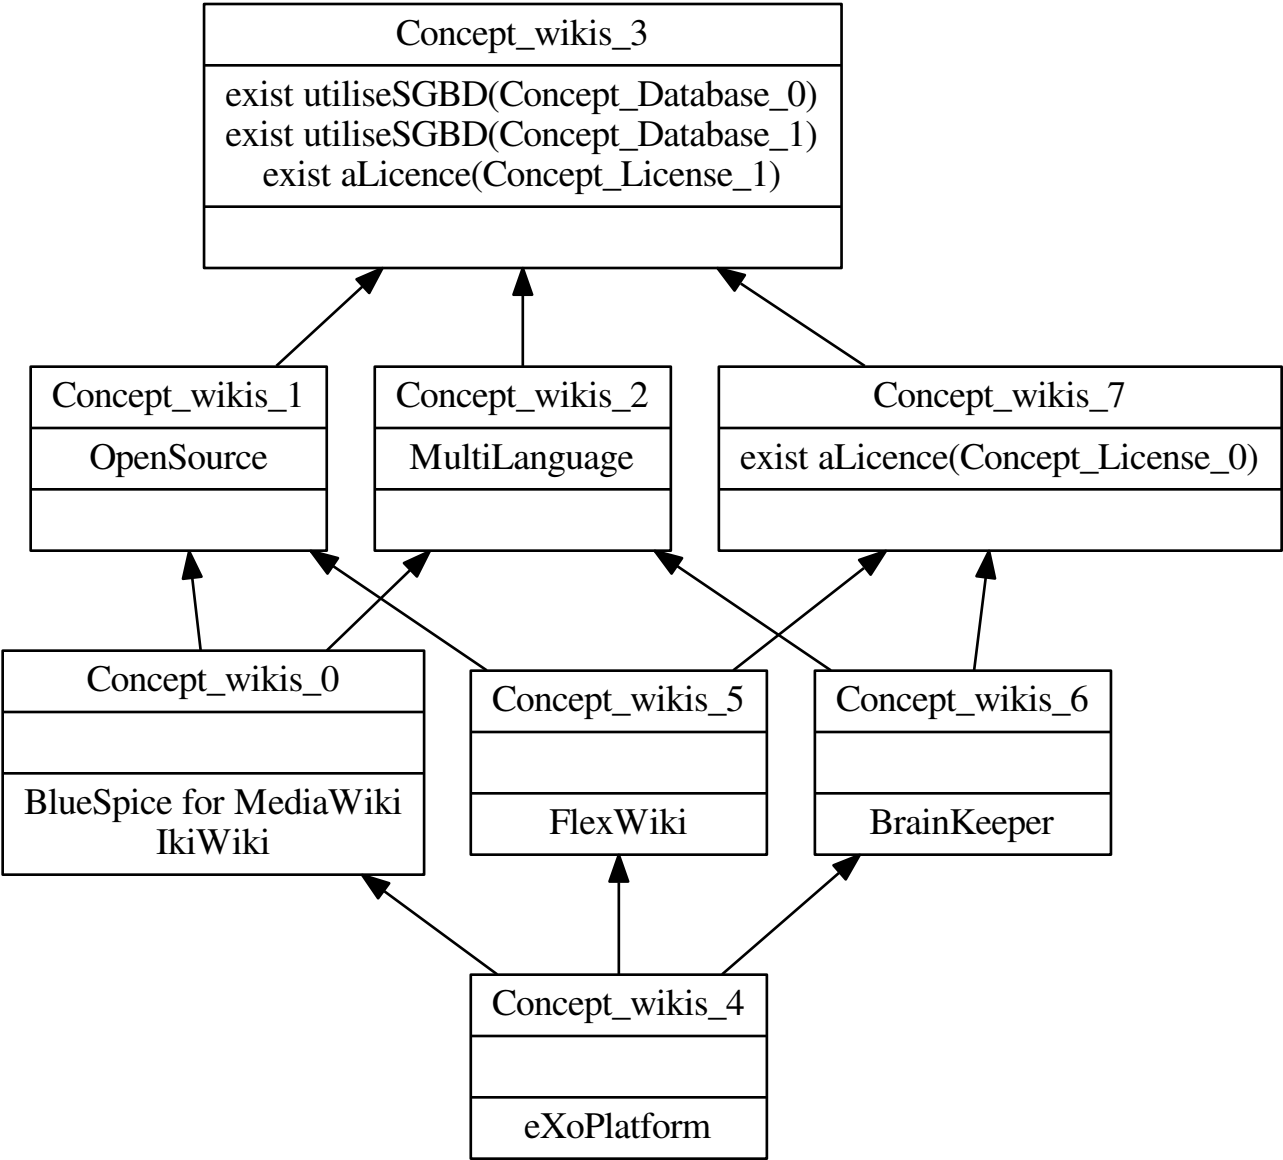 Concept_wikis_3
exist utiliseSGBD(Concept_Database_0)
exist utiliseSGBD(Concept_Database_1)
exist aLicence(Concept_License_1)
Concept_wikis_1
OpenSource
Concept_wikis_2
MultiLanguage
Concept_wikis_7
exist aLicence(Concept_License_0)
Concept_wikis_0
BlueSpice for MediaWiki
IkiWiki
Concept_wikis_5
FlexWiki
Concept_wikis_6
BrainKeeper
Concept_wikis_4
eXoPlatform